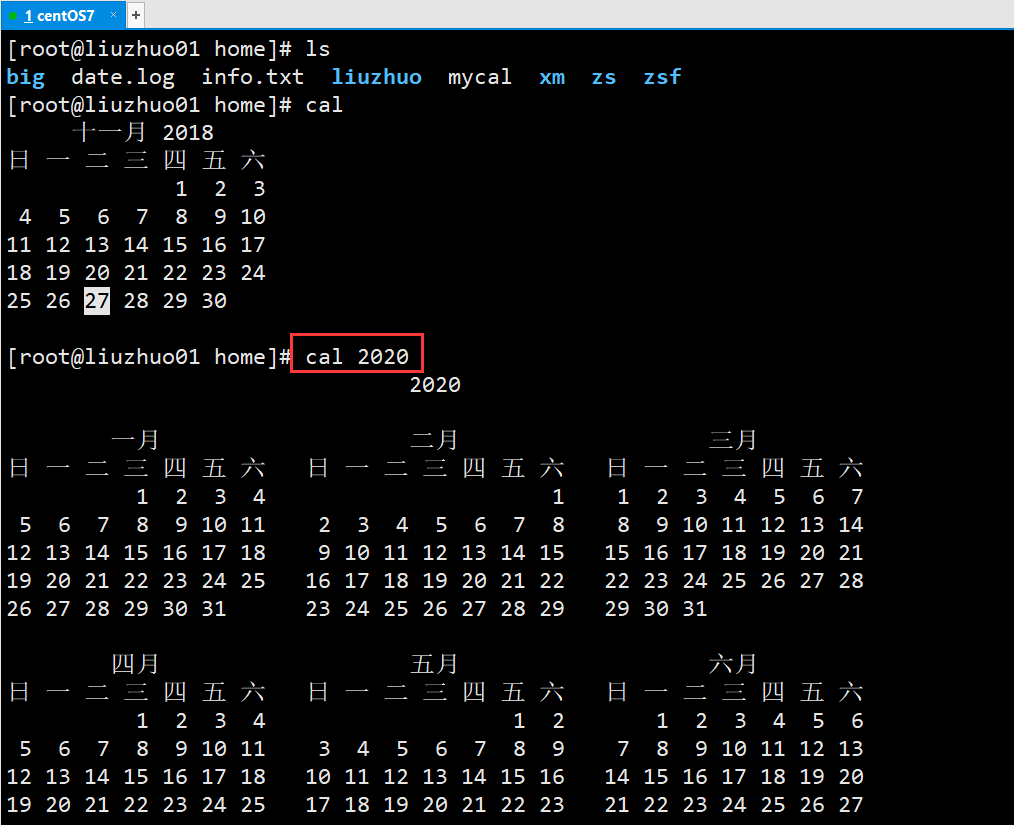 1 centOS7 × +
[root@liuzhuo01 home]# ls
big  date.log  info.txt  liuzhuo  mycal  xm  zs  zsf
[root@liuzhuo01 home]# cal
     十一月 2018
日 一 二 三 四 五 六
             1  2  3
 4  5  6  7  8  9 10
11 12 13 14 15 16 17
18 19 20 21 22 23 24
25 26 27 28 29 30
[root@liuzhuo01 home]# cal 2020
                               2020
        一月                   二月                   三月
日 一 二 三 四 五 六   日 一 二 三 四 五 六   日 一 二 三 四 五 六
          1  2  3  4                      1    1  2  3  4  5  6  7
 5  6  7  8  9 10 11    2  3  4  5  6  7  8    8  9 10 11 12 13 14
12 13 14 15 16 17 18    9 10 11 12 13 14 15   15 16 17 18 19 20 21
19 20 21 22 23 24 25   16 17 18 19 20 21 22   22 23 24 25 26 27 28
26 27 28 29 30 31      23 24 25 26 27 28 29   29 30 31
        四月                   五月                   六月
日 一 二 三 四 五 六   日 一 二 三 四 五 六   日 一 二 三 四 五 六
          1  2  3  4                   1  2       1  2  3  4  5  6
 5  6  7  8  9 10 11    3  4  5  6  7  8  9    7  8  9 10 11 12 13
12 13 14 15 16 17 18   10 11 12 13 14 15 16   14 15 16 17 18 19 20
19 20 21 22 23 24 25   17 18 19 20 21 22 23   21 22 23 24 25 26 27